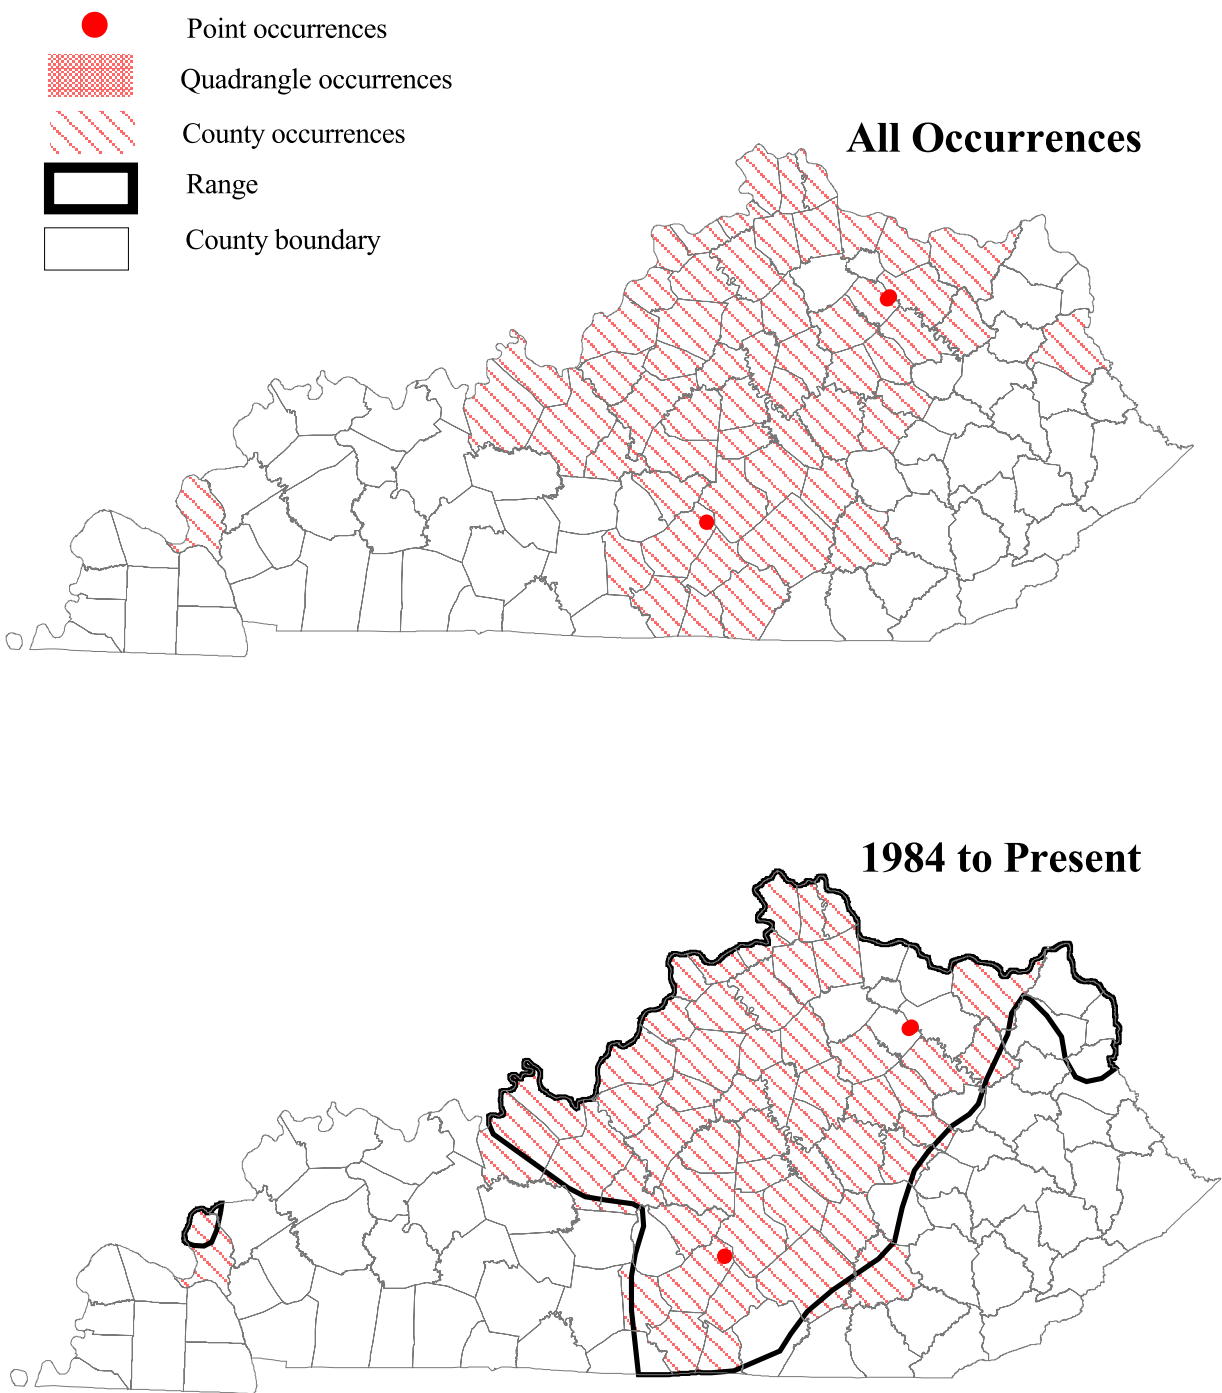 Point occurrences
Quadrangle occurrences
County occurrences
Range
County boundary
All Occurrences
1984 to Present